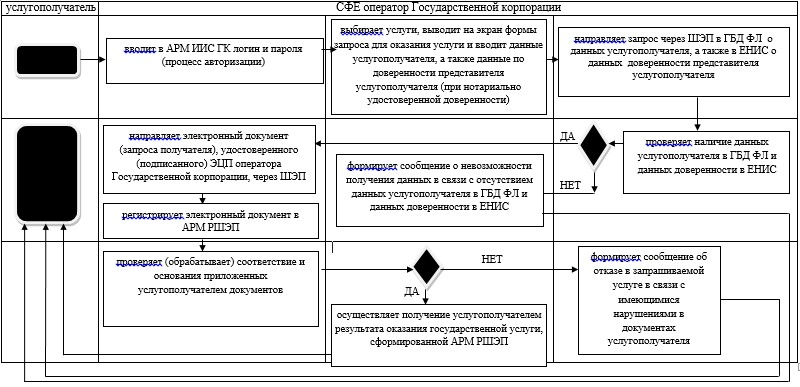 услугополучатель
СФЕ оператор Государственной корпорации
вводит в АРМ ИИС ГК логин и пароля
(процесс авторизации)
выбирает услуги, выводит на экран формы
запроса для оказания услуги и вводит данные
услугополучателя, а также данные по
доверенности представителя
услугополучателя (при нотариально
удостоверенной доверенности)
направляет запрос через ШЭП в ГБД ФЛ о
данных услугополучателя, а также в ЕНИС
о данных доверенности представителя
услугополучателя
проверяет наличие данных
услугополучателя в ГБД ФЛ и
данных доверенности в ЕНИС
ДА
НЕТ
формирует сообщение о невозможности
получения данных в связи с отсутствием
данных услугополучателя в ГБД ФЛ
и данных доверенности в ЕНИС
направляет электронный документ
(запроса получателя), удостоверенного
(подписанного) ЭЦП оператора
Государственной корпорации, через ШЭП
регистрирует электронный документ в
АРМ РШЭП
проверяет (обрабатывает) соответствие и
основания приложенных
услугополучателем документов
НЕТ
ДА
формирует сообщение об
отказе в запрашиваемой
услуге в связи с
имеющимися
нарушениями в
документах
услугополучателя
осуществляет получение услугополучателем
результата оказания государственной услуги,
сформированной АРМ РШЭП